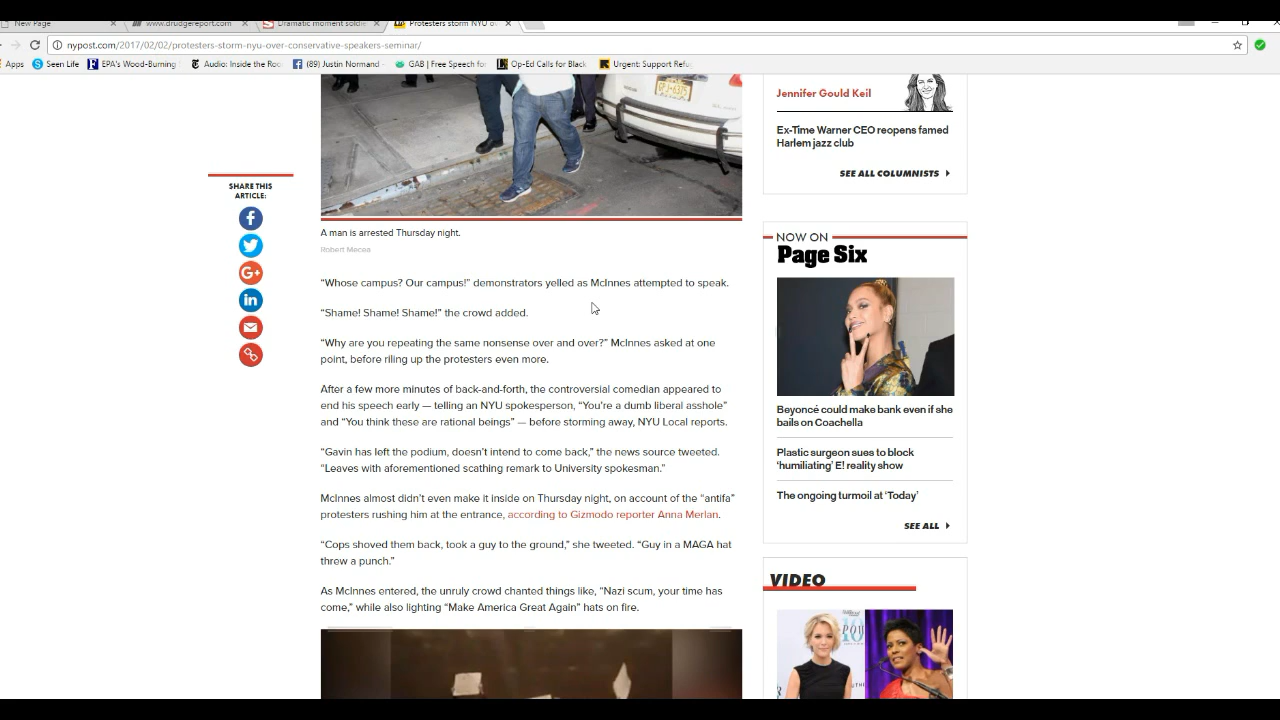 New Page
www.drudgereport.com
Dramatic moment soldie
Protesters storm NYU ov
nypost.com/2017/02/02/protesters-storm-nyu-over-conservative-speakers-seminar/
Apps
Seen Life
EPA's Wood-Burning
Audio: Inside the Roo
(89) Justin Normand -
GAB | Free Speech for
Op-Ed Calls for Black
Urgent: Support Refu
SHARE THIS
ARTICLE:
A man is arrested Thursday night.
Robert Mecea
“Whose campus? Our campus!” demonstrators yelled as McInnes attempted to speak.
“Shame! Shame! Shame!” the crowd added.
“Why are you repeating the same nonsense over and over?” McInnes asked at one
point, before riling up the protesters even more.
After a few more minutes of back-and-forth, the controversial comedian appeared to
end his speech early — telling an NYU spokesperson, “You’re a dumb liberal asshole”
and “You think these are rational beings” — before storming away, NYU Local reports.
“Gavin has left the podium, doesn’t intend to come back,” the news source tweeted.
“Leaves with aforementioned scathing remark to University spokesman.”
McInnes almost didn’t even make it inside on Thursday night, on account of the “antifa”
protesters rushing him at the entrance, according to Gizmodo reporter Anna Merlan.
“Cops shoved them back, took a guy to the ground,” she tweeted. “Guy in a MAGA hat
threw a punch.”
As McInnes entered, the unruly crowd chanted things like, “Nazi scum, your time has
come,” while also lighting “Make America Great Again” hats on fire.
Jennifer Gould Keil
Ex-Time Warner CEO reopens famed
Harlem jazz club
SEE ALL COLUMNISTS
NOW ON
Page Six
Beyoncé could make bank even if she
bails on Coachella
Plastic surgeon sues to block
‘humiliating’ E! reality show
The ongoing turmoil at ‘Today’
SEE ALL
VIDEO